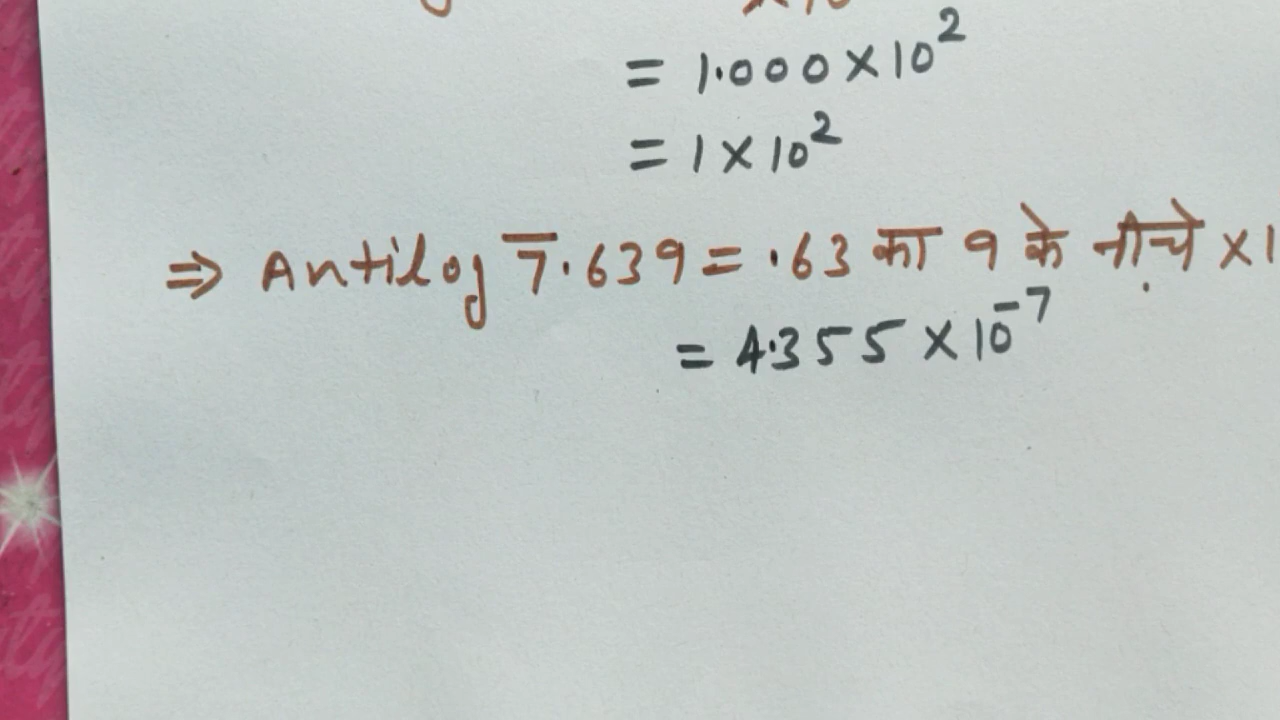 = 1.000 × 10²
= 1 × 10²
⇒ Antilog 7̅.639 = .63 का 9 के नीचे × 1
= 4.355 × 10⁻⁷